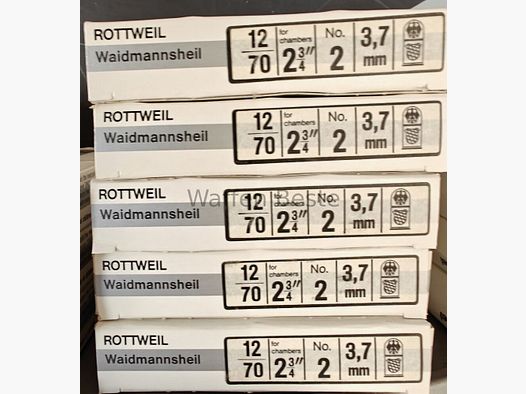 ROTTWEIL
Waidmannsheil
12/70 for chambers 2 3/4" No. 2 3,7 mm
ROTTWEIL
Waidmannsheil
12/70 for chambers 2 3/4" No. 2 3,7 mm
ROTTWEIL
Waidmannsheil
12/70 for chambers 2 3/4" No. 2 3,7 mm
Waffen Beste
ROTTWEIL
Waidmannsheil
12/70 for chambers 2 3/4" No. 2 3,7 mm
ROTTWEIL
Waidmannsheil
12/70 for chambers 2 3/4" No. 2 3,7 mm